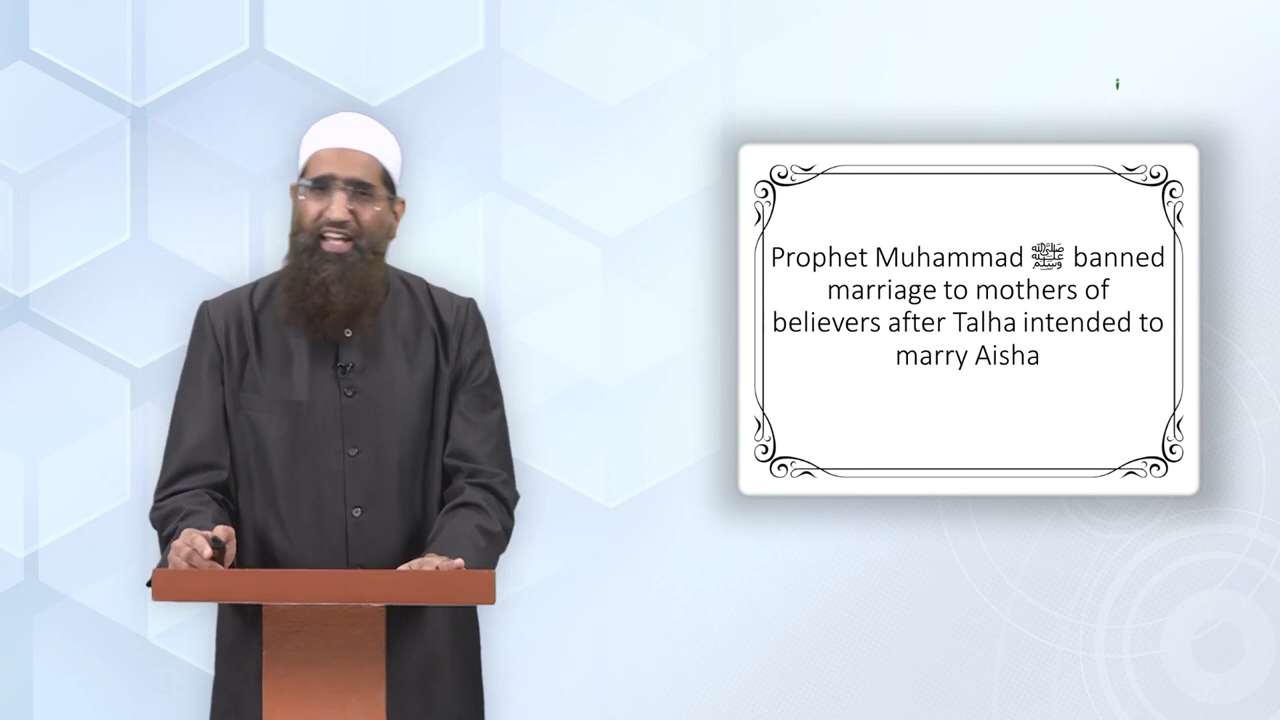 Prophet Muhammad ﷺ banned
marriage to mothers of
believers after Talha intended to
marry Aisha